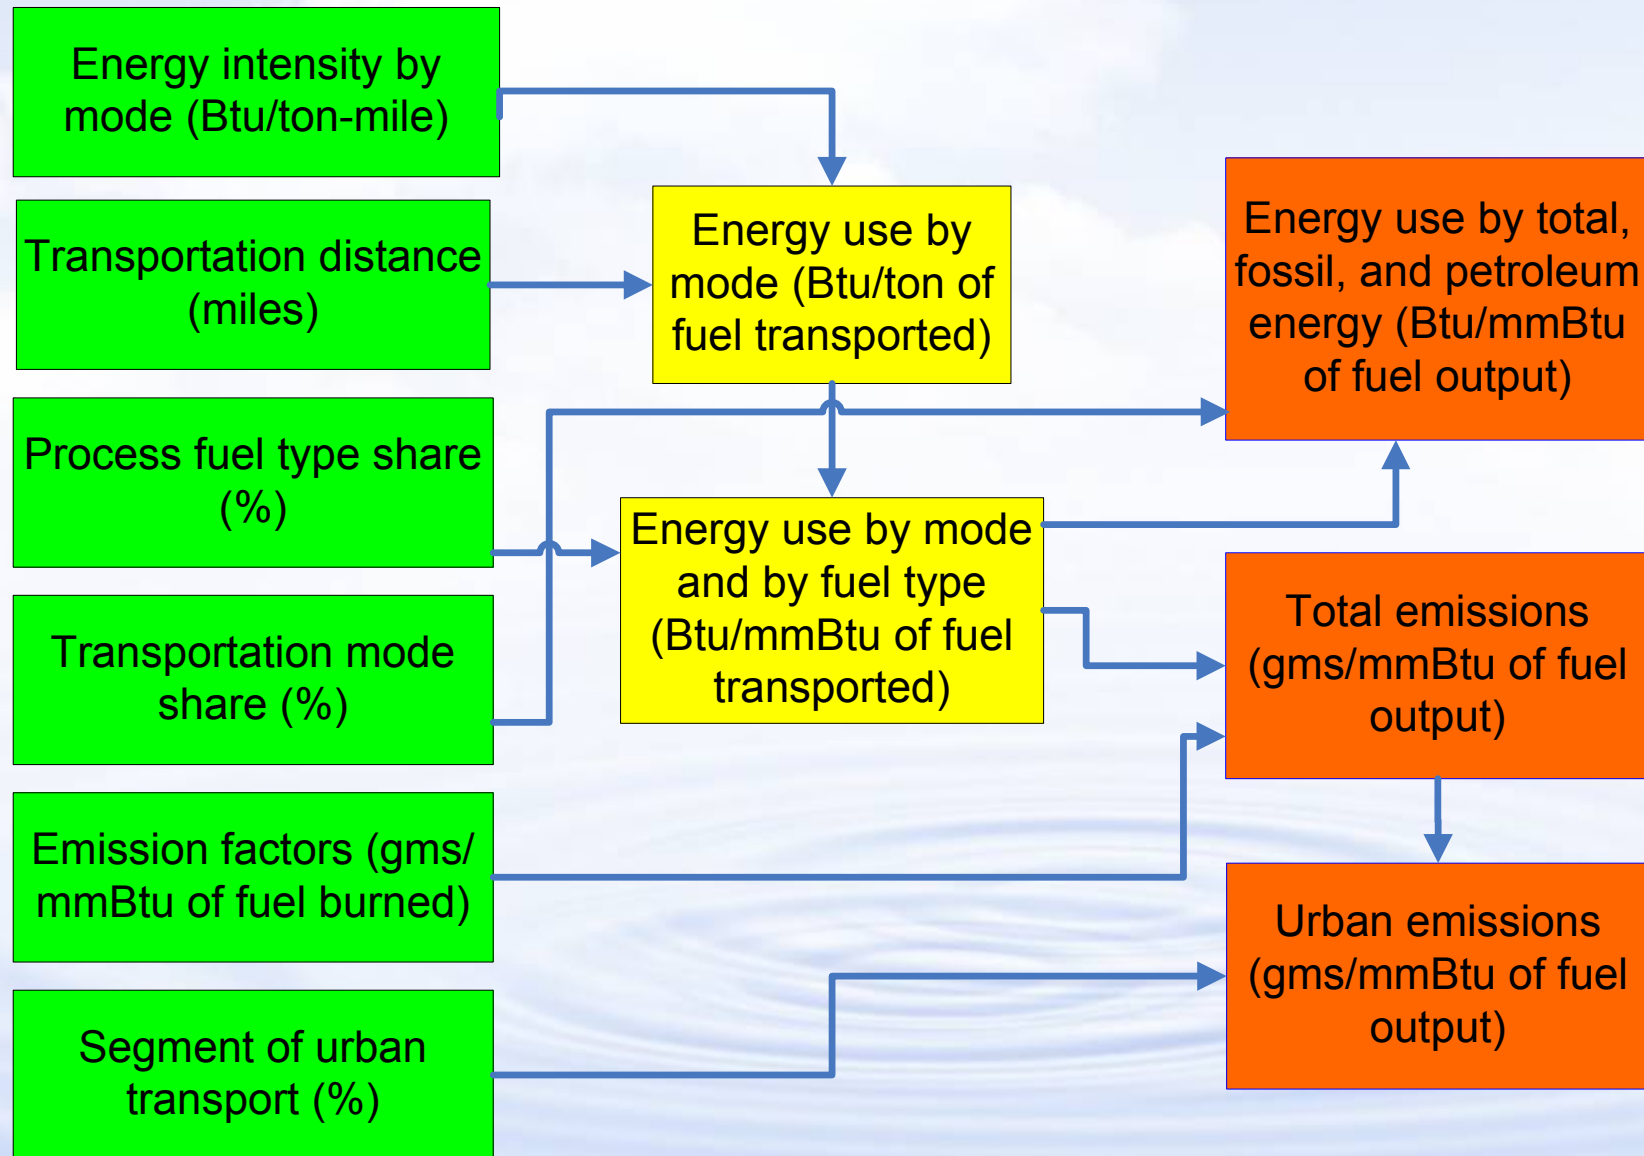 Energy intensity by
mode (Btu/ton-mile)
Transportation distance
(miles)
Process fuel type share
(%)
Transportation mode
share (%)
Emission factors (gms/
mmBtu of fuel burned)
Segment of urban
transport (%)
Energy use by
mode (Btu/ton of
fuel transported)
Energy use by mode
and by fuel type
(Btu/mmBtu of fuel
transported)
Energy use by total,
fossil, and petroleum
energy (Btu/mmBtu
of fuel output)
Total emissions
(gms/mmBtu of fuel
output)
Urban emissions
(gms/mmBtu of fuel
output)